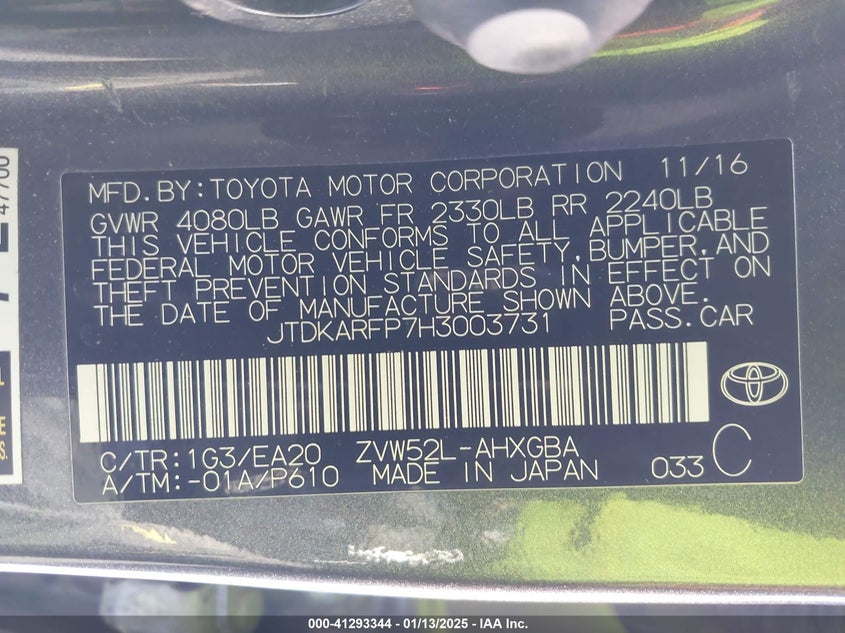 MFD.BY:TOYOTA MOTOR CORPORATION 11/16
GVWR 4080LB GAWR FR 2330LB RR 2240LB
THIS VEHICLE CONFORMS TO ALL APPLICABLE
FEDERAL MOTOR VEHICLE SAFETY,BUMPER,AND
THEFT PREVENTION STANDARDS IN EFFECT ON
THE DATE OF MANUFACTURE SHOWN ABOVE.
JTDKARFP7H3003731 PASS.CAR
C/TR:1G3/EA20 ZVW52L-AHXGBA
A/TM:-01A/P610 MADE IN JAPAN 033 C
000-41293344 - 01/13/2025 - IAA Inc.